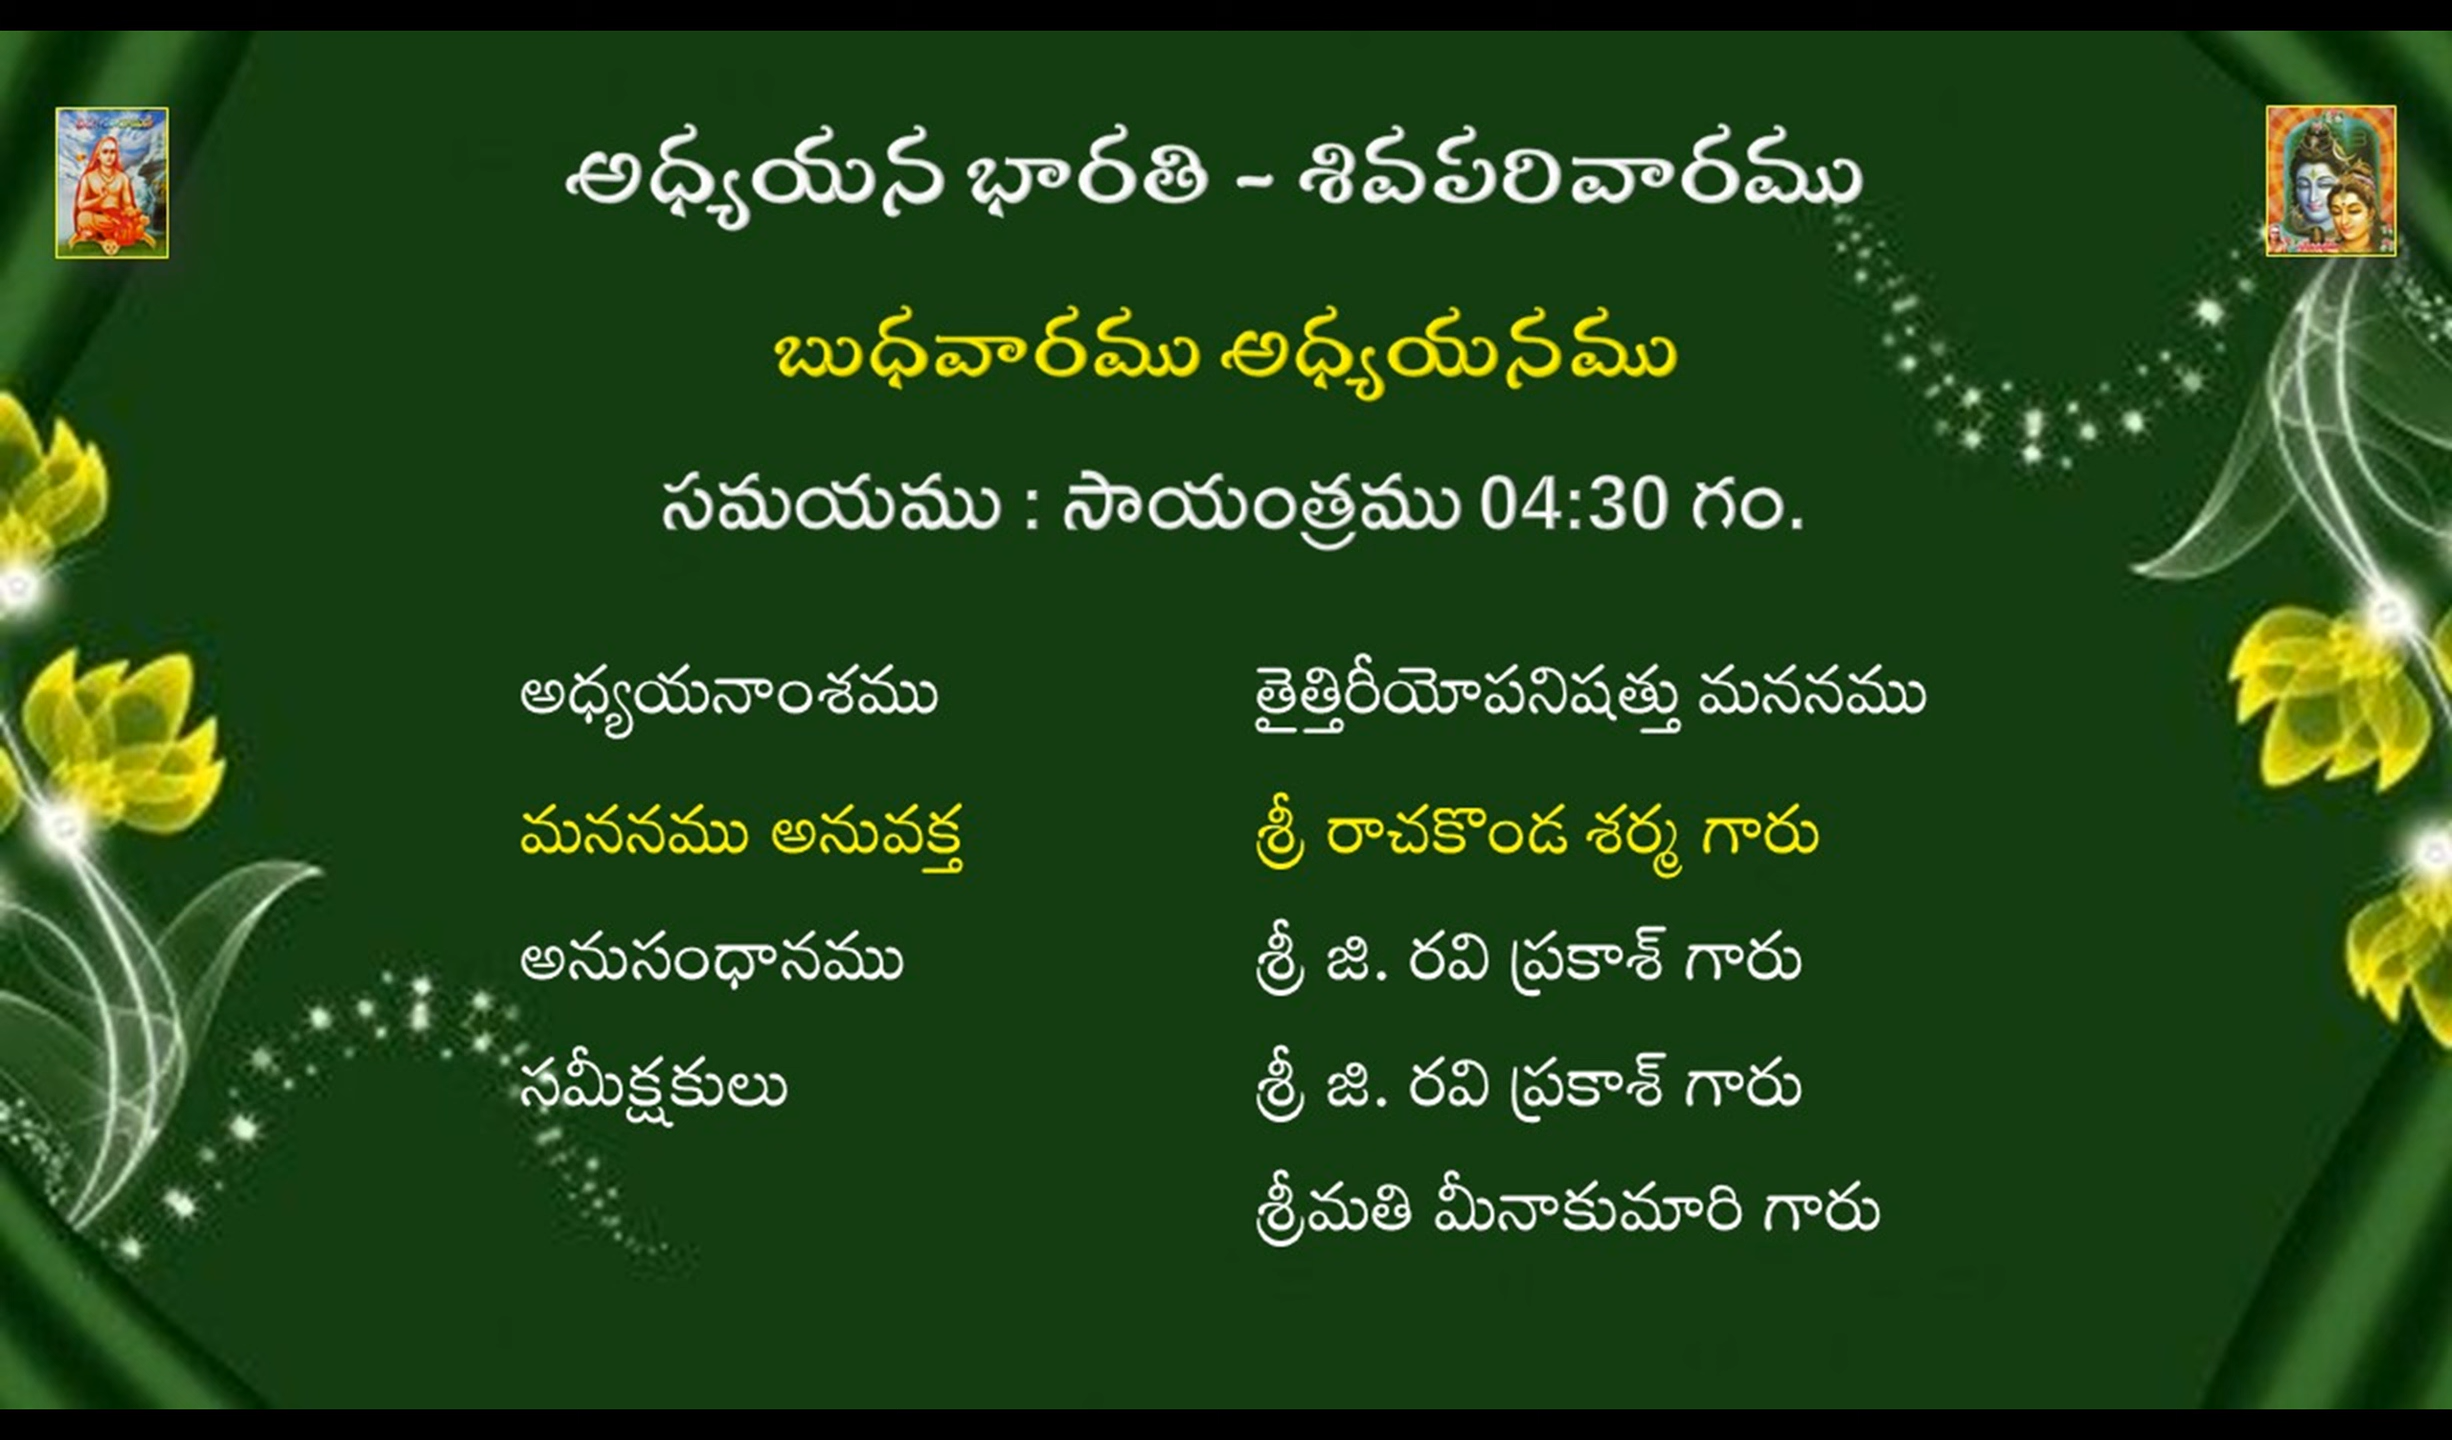 అధ్యయన భారతి - శివపరివారము
బుధవారము అధ్యయనము
సమయము : సాయంత్రము 04:30 గం.
అధ్యయనాంశము తైత్తిరీయోపనిషత్తు మననము
మననము అనువక్త శ్రీ రాచకొండ శర్మ గారు
అనుసంధానము శ్రీ జి. రవి ప్రకాశ్ గారు
సమీక్షకులు శ్రీ జి. రవి ప్రకాశ్ గారు
శ్రీమతి మీనాకుమారి గారు